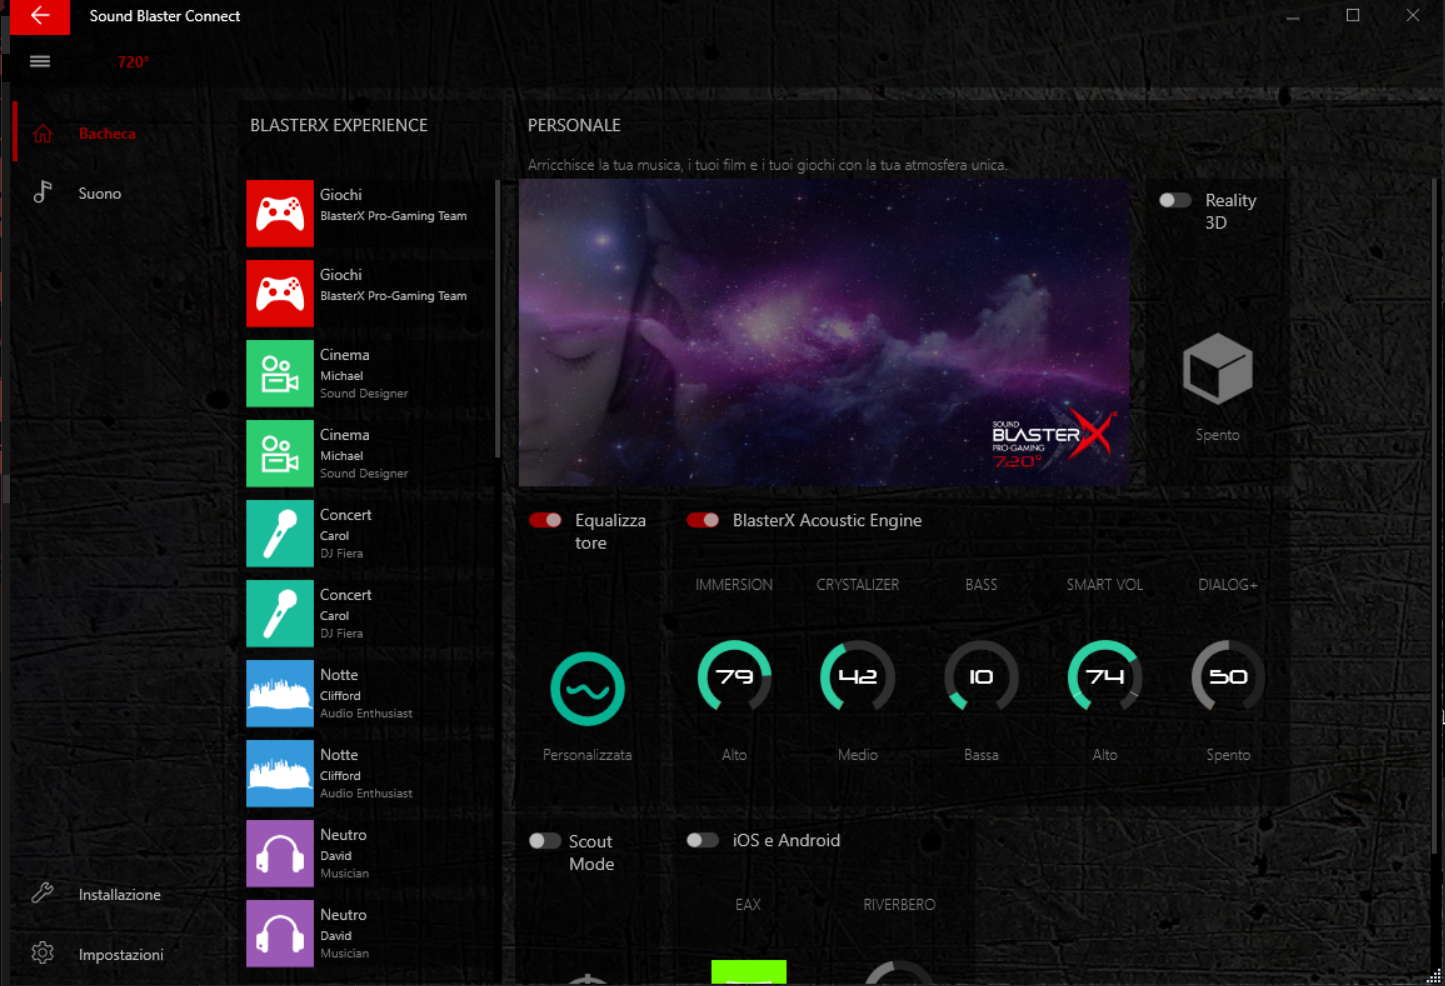 Sound Blaster Connect
720°
Bacheca
Suono
Installazione
Impostazioni
BLASTERX EXPERIENCE
Giochi
BlasterX Pro-Gaming Team
Giochi
BlasterX Pro-Gaming Team
Cinema
Michael
Sound Designer
Cinema
Michael
Sound Designer
Concert
Carol
DJ Fiera
Concert
Carol
DJ Fiera
Notte
Clifford
Audio Enthusiast
Notte
Clifford
Audio Enthusiast
Neutro
David
Musician
Neutro
David
Musician
PERSONALE
Arricchisce la tua musica, i tuoi film e i tuoi giochi con la tua atmosfera unica.
SOUND
BLASTERX
PRO-GAMING
720°
Reality
3D
Spento
Equalizza
tore
Personalizzata
BlasterX Acoustic Engine
IMMERSION CRYSTALIZER BASS SMART VOL DIALOG+
79 42 10 74 50
Alto Medio Bassa Alto Spento
Scout
Mode
iOS e Android
EAX RIVERBERO